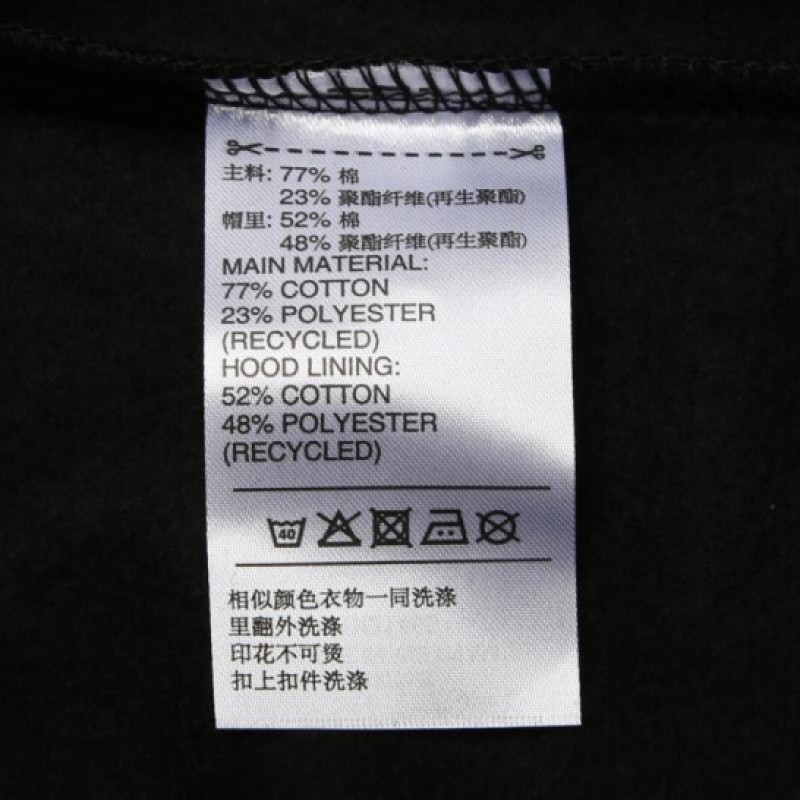 主料: 77% 棉
23% 聚酯纤维(再生聚酯)
帽里: 52% 棉
48% 聚酯纤维(再生聚酯)
MAIN MATERIAL:
77% COTTON
23% POLYESTER
(RECYCLED)
HOOD LINING:
52% COTTON
48% POLYESTER
(RECYCLED)
40
相似颜色衣物一同洗涤
里翻外洗涤
印花不可烫
扣上扣件洗涤